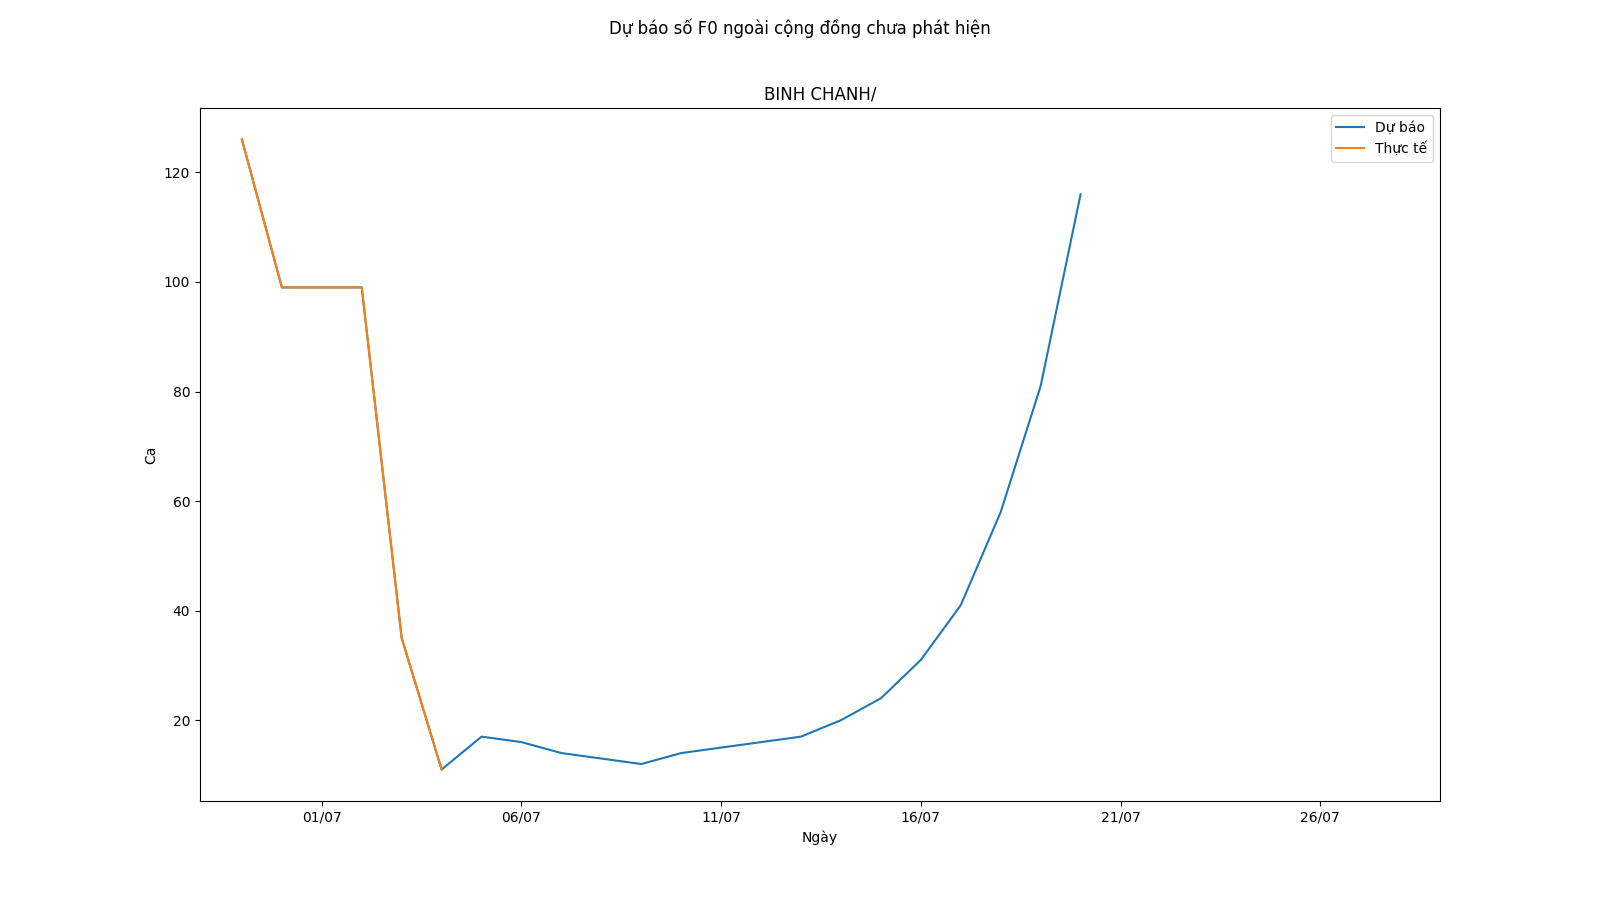 Dự báo số F0 ngoài cộng đồng chưa phát hiện
BINH CHANH/
Dự báo
Thực tế
120
100
80
60
40
20
Ca
01/07
06/07
11/07
16/07
21/07
26/07
Ngày